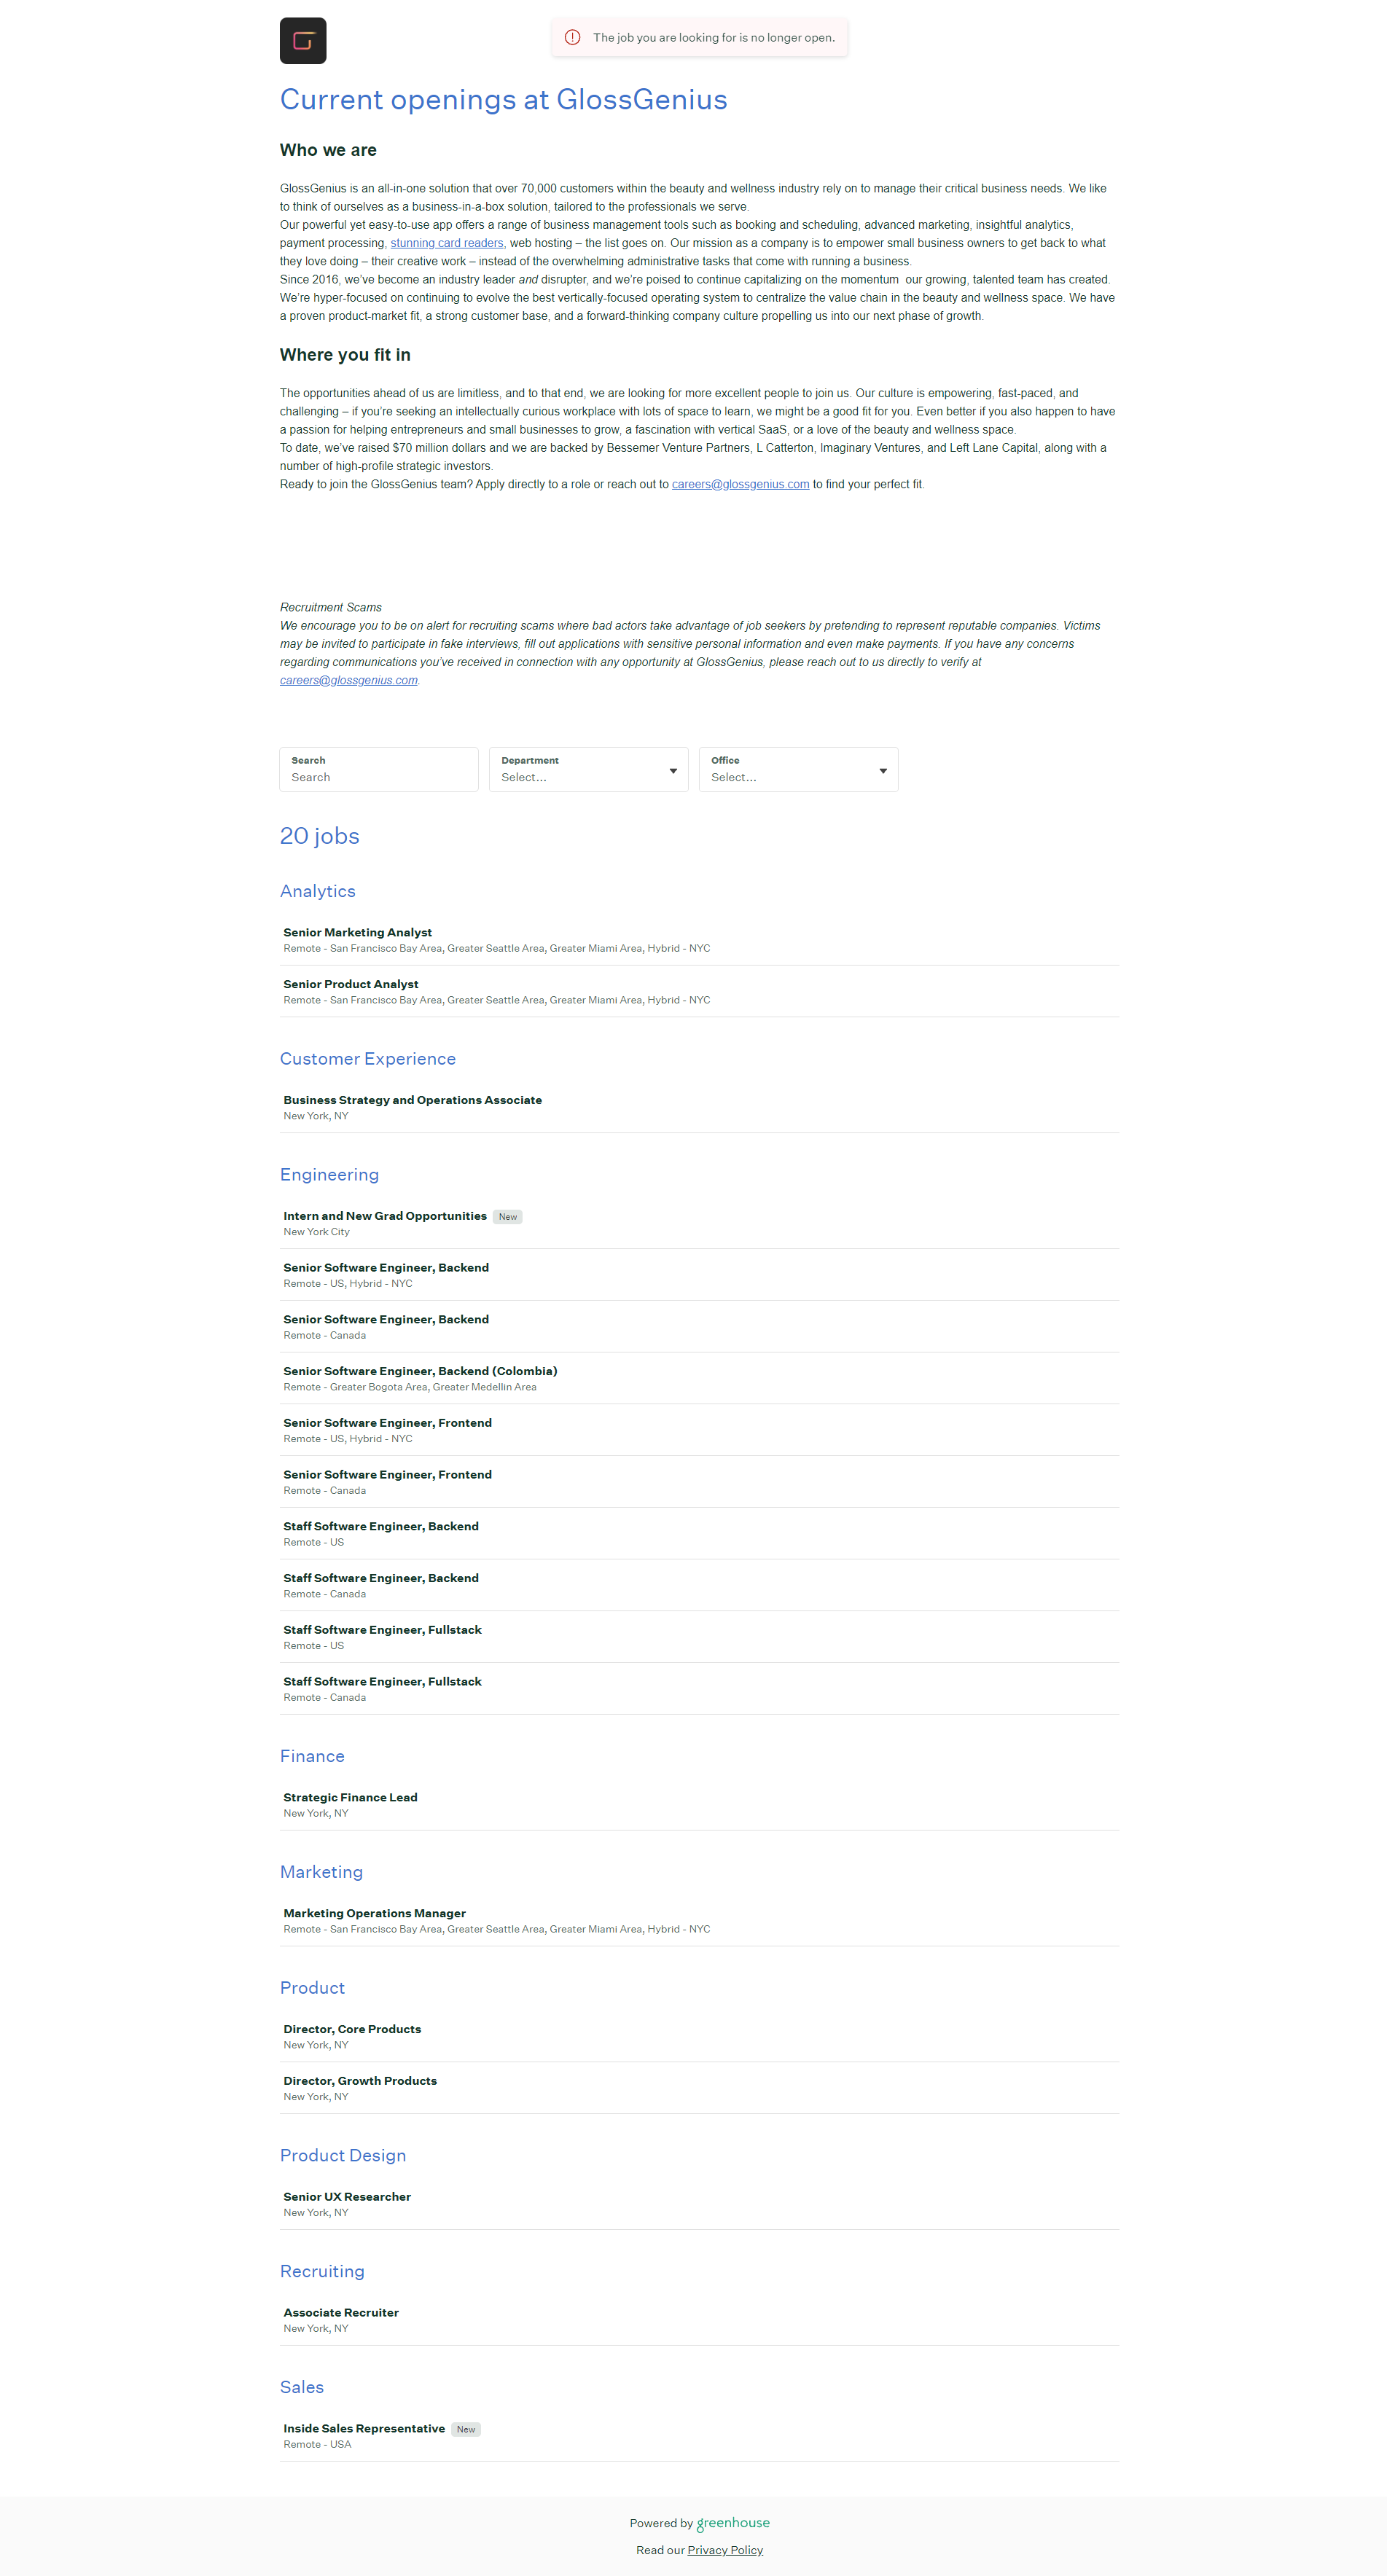 The job you are looking for is no longer open.
Current openings at GlossGenius
Who we are
GlossGenius is an all-in-one solution that over 70,000 customers within the beauty and wellness industry rely on to manage their critical business needs. We like
to think of ourselves as a business-in-a-box solution, tailored to the professionals we serve.
Our powerful yet easy-to-use app offers a range of business management tools such as booking and scheduling, advanced marketing, insightful analytics,
payment processing, stunning card readers, web hosting – the list goes on. Our mission as a company is to empower small business owners to get back to what
they love doing – their creative work – instead of the overwhelming administrative tasks that come with running a business.
Since 2016, we've become an industry leader and disrupter, and we're poised to continue capitalizing on the momentum  our growing, talented team has created.
We're hyper-focused on continuing to evolve the best vertically-focused operating system to centralize the value chain in the beauty and wellness space. We have
a proven product-market fit, a strong customer base, and a forward-thinking company culture propelling us into our next phase of growth.
Where you fit in
The opportunities ahead of us are limitless, and to that end, we are looking for more excellent people to join us. Our culture is empowering, fast-paced, and
challenging – if you're seeking an intellectually curious workplace with lots of space to learn, we might be a good fit for you. Even better if you also happen to have
a passion for helping entrepreneurs and small businesses to grow, a fascination with vertical SaaS, or a love of the beauty and wellness space.
To date, we've raised $70 million dollars and we are backed by Bessemer Venture Partners, L Catterton, Imaginary Ventures, and Left Lane Capital, along with a
number of high-profile strategic investors.
Ready to join the GlossGenius team? Apply directly to a role or reach out to careers@glossgenius.com to find your perfect fit.
Recruitment Scams
We encourage you to be on alert for recruiting scams where bad actors take advantage of job seekers by pretending to represent reputable companies. Victims
may be invited to participate in fake interviews, fill out applications with sensitive personal information and even make payments. If you have any concerns
regarding communications you've received in connection with any opportunity at GlossGenius, please reach out to us directly to verify at
careers@glossgenius.com.
Search Department Office
Search Select... Select...
20 jobs
Analytics
Senior Marketing Analyst
Remote - San Francisco Bay Area, Greater Seattle Area, Greater Miami Area, Hybrid - NYC
Senior Product Analyst
Remote - San Francisco Bay Area, Greater Seattle Area, Greater Miami Area, Hybrid - NYC
Customer Experience
Business Strategy and Operations Associate
New York, NY
Engineering
Intern and New Grad Opportunities New
New York City
Senior Software Engineer, Backend
Remote - US, Hybrid - NYC
Senior Software Engineer, Backend
Remote - Canada
Senior Software Engineer, Backend (Colombia)
Remote - Greater Bogota Area, Greater Medellin Area
Senior Software Engineer, Frontend
Remote - US, Hybrid - NYC
Senior Software Engineer, Frontend
Remote - Canada
Staff Software Engineer, Backend
Remote - US
Staff Software Engineer, Backend
Remote - Canada
Staff Software Engineer, Fullstack
Remote - US
Staff Software Engineer, Fullstack
Remote - Canada
Finance
Strategic Finance Lead
New York, NY
Marketing
Marketing Operations Manager
Remote - San Francisco Bay Area, Greater Seattle Area, Greater Miami Area, Hybrid - NYC
Product
Director, Core Products
New York, NY
Director, Growth Products
New York, NY
Product Design
Senior UX Researcher
New York, NY
Recruiting
Associate Recruiter
New York, NY
Sales
Inside Sales Representative New
Remote - USA
Powered by greenhouse
Read our Privacy Policy